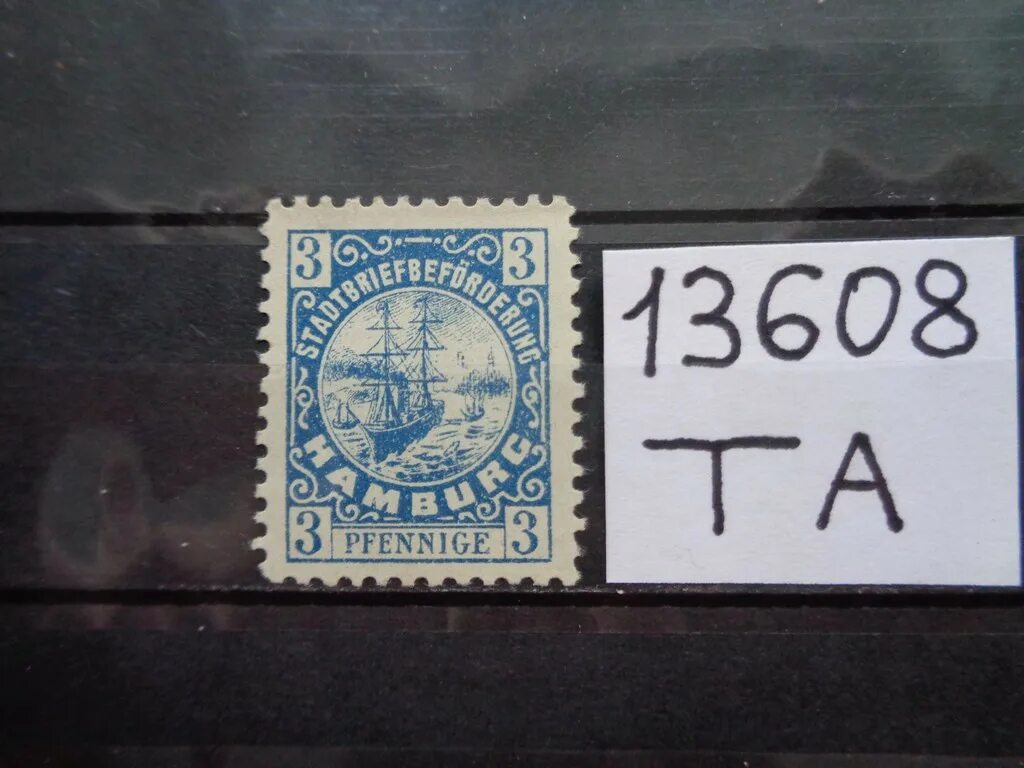 3 3
STADTBRIEFBEFÖRDERUNG
HAMBURG
3 PFENNIGE 3
13608
TA